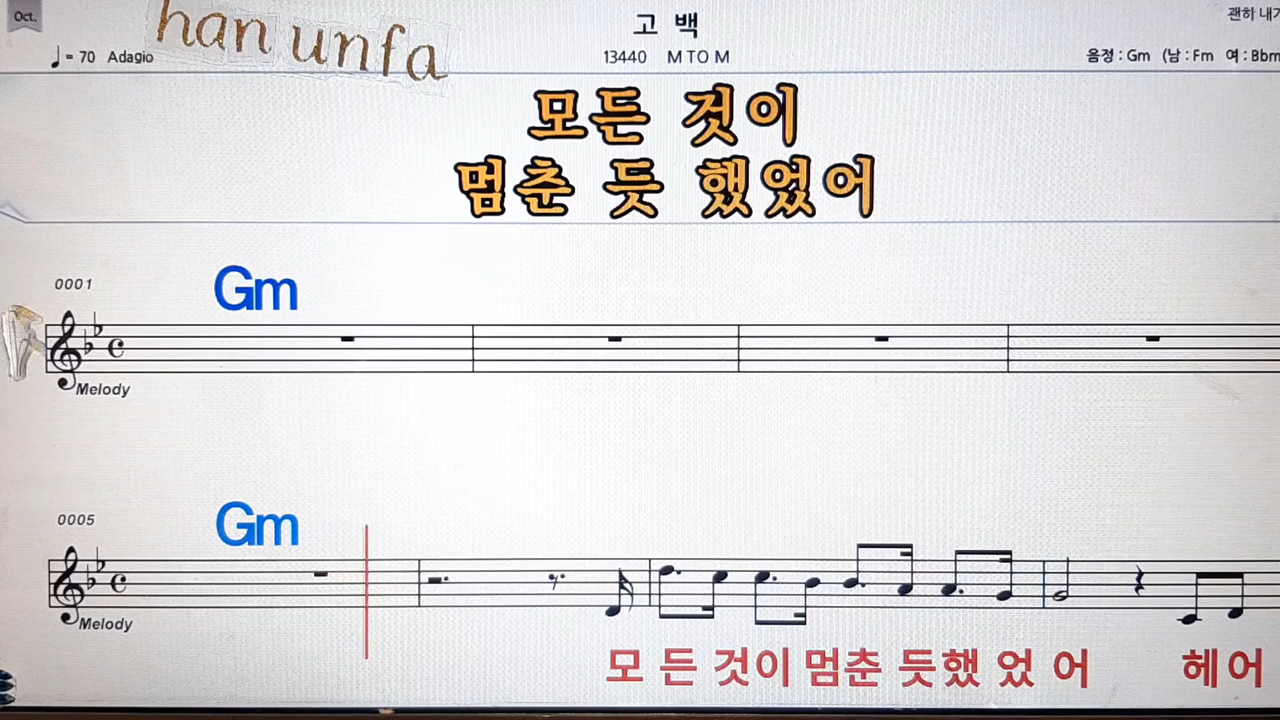 Oct.
han unfa
고 백
괜히 내가
♩= 70 Adagio
13440 M TO M
음정 : Gm (남 : Fm 여 : Bbm
모든 것이
멈춘 듯 했었어
0001
Gm
Melody
0005
Gm
Melody
모 든 것이 멈춘 듯했 었 어 헤어